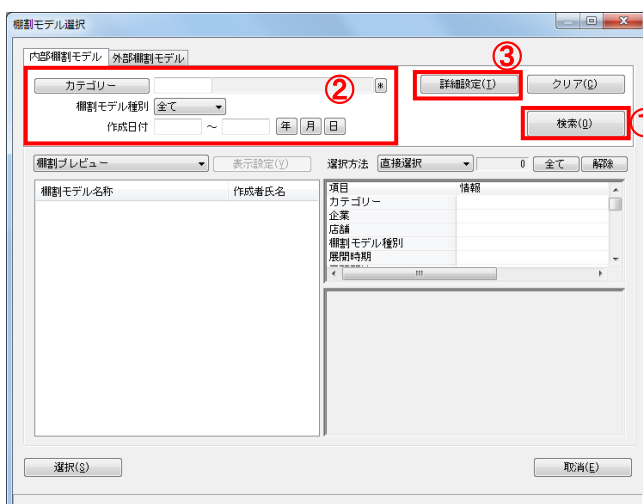 棚割モデル選択
内部棚割モデル 外部棚割モデル
カテゴリー * ② 詳細設定(I) ③ クリア(C)
棚割モデル種別 全て
作成日付 ～ 年 月 日 検索(Q) ①
棚割プレビュー 表示設定(V) 選択方法 直接選択 0 全て 解除
棚割モデル名称 作成者氏名 項目 情報
カテゴリー
企業
店舗
棚割モデル種別
展開時期
選択(S) 取消(E)